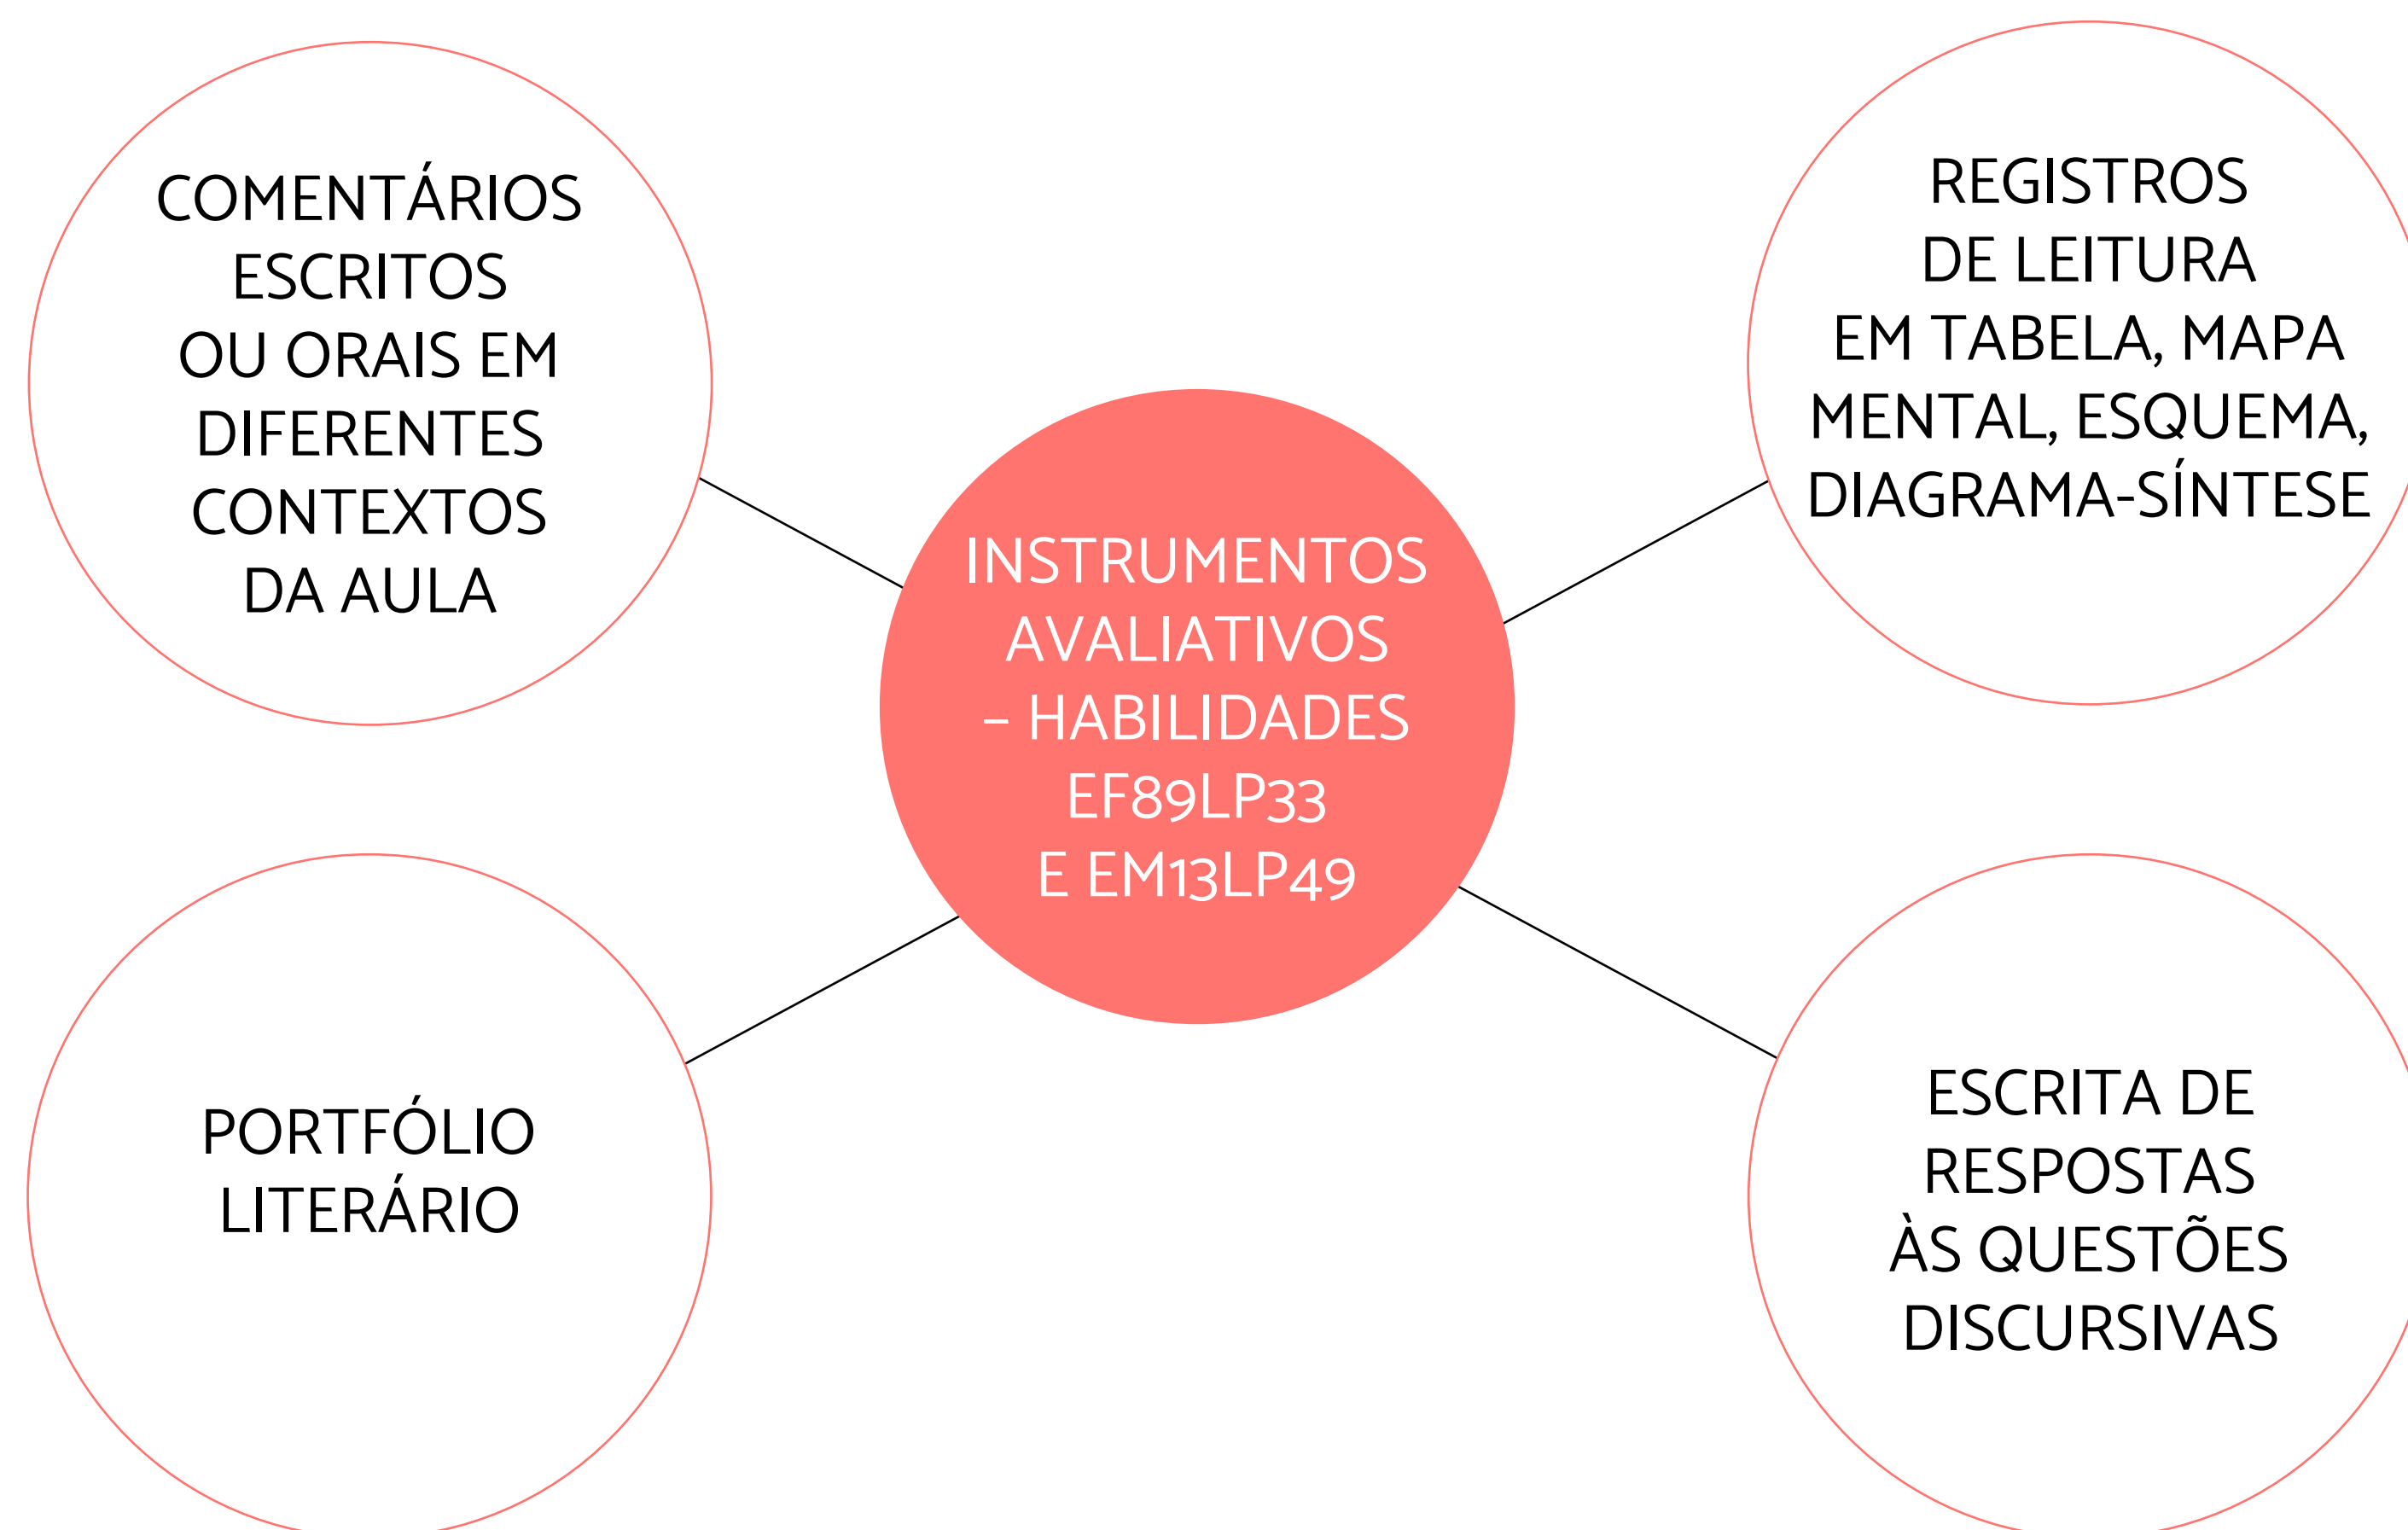 COMENTÁRIOS
ESCRITOS
OU ORAIS EM
DIFERENTES
CONTEXTOS
DA AULA
REGISTROS
DE LEITURA
EM TABELA, MAPA
MENTAL, ESQUEMA,
DIAGRAMA-SÍNTESE
INSTRUMENTOS
AVALIATIVOS
– HABILIDADES
EF89LP33
E EM13LP49
PORTFÓLIO
LITERÁRIO
ESCRITA DE
RESPOSTAS
ÀS QUESTÕES
DISCURSIVAS